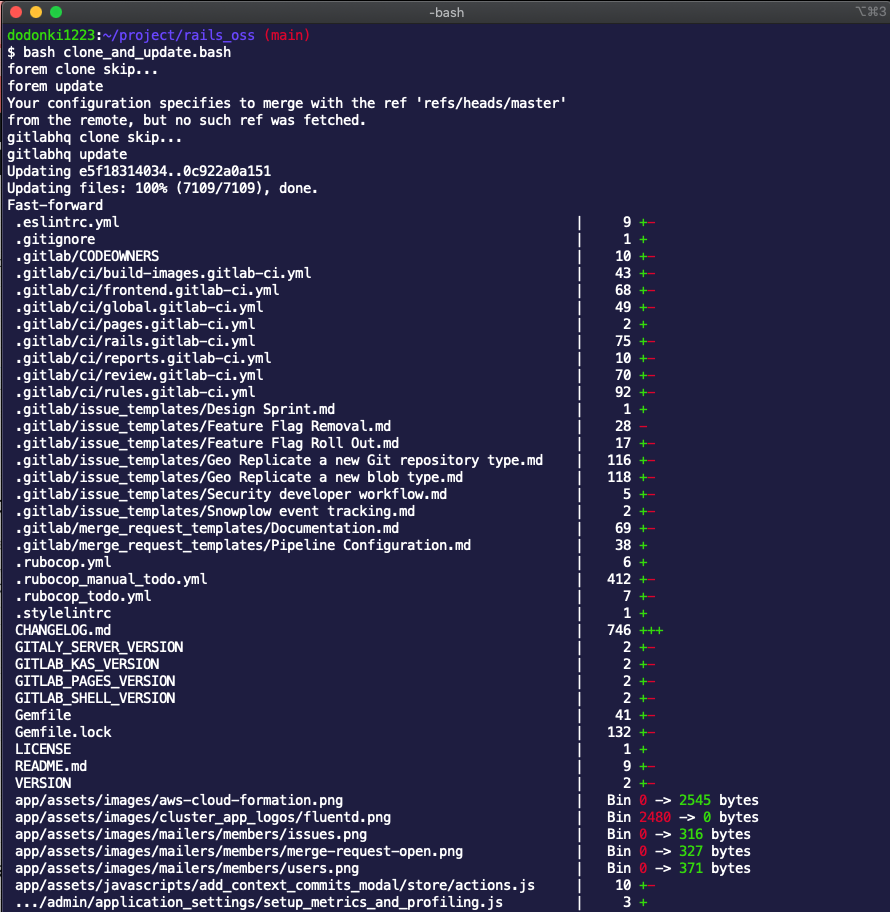 -bash
⌥⌘3
dodonki1223:~/project/rails_oss (main)
$ bash clone_and_update.bash
forem clone skip...
forem update
Your configuration specifies to merge with the ref 'refs/heads/master'
from the remote, but no such ref was fetched.
gitlabhq clone skip...
gitlabhq update
Updating e5f18314034..0c922a0a151
Updating files: 100% (7109/7109), done.
Fast-forward
.eslintrc.yml | 9 +-
.gitignore | 1 +
.gitlab/CODEOWNERS | 10 +-
.gitlab/ci/build-images.gitlab-ci.yml | 43 +-
.gitlab/ci/frontend.gitlab-ci.yml | 68 +-
.gitlab/ci/global.gitlab-ci.yml | 49 +-
.gitlab/ci/pages.gitlab-ci.yml | 2 +
.gitlab/ci/rails.gitlab-ci.yml | 75 +-
.gitlab/ci/reports.gitlab-ci.yml | 10 +-
.gitlab/ci/review.gitlab-ci.yml | 70 +-
.gitlab/ci/rules.gitlab-ci.yml | 92 +-
.gitlab/issue_templates/Design Sprint.md | 1 +
.gitlab/issue_templates/Feature Flag Removal.md | 28 -
.gitlab/issue_templates/Feature Flag Roll Out.md | 17 +-
.gitlab/issue_templates/Geo Replicate a new Git repository type.md | 116 +-
.gitlab/issue_templates/Geo Replicate a new blob type.md | 118 +-
.gitlab/issue_templates/Security developer workflow.md | 5 +-
.gitlab/issue_templates/Snowplow event tracking.md | 2 +-
.gitlab/merge_request_templates/Documentation.md | 69 +-
.gitlab/merge_request_templates/Pipeline Configuration.md | 38 +
.rubocop.yml | 6 +
.rubocop_manual_todo.yml | 412 +-
.rubocop_todo.yml | 7 +-
.stylelintrc | 1 +
CHANGELOG.md | 746 +++
GITALY_SERVER_VERSION | 2 +-
GITLAB_KAS_VERSION | 2 +-
GITLAB_PAGES_VERSION | 2 +-
GITLAB_SHELL_VERSION | 2 +-
Gemfile | 41 +-
Gemfile.lock | 132 +-
LICENSE | 1 +
README.md | 9 +-
VERSION | 2 +-
app/assets/images/aws-cloud-formation.png | Bin 0 -> 2545 bytes
app/assets/images/cluster_app_logos/fluentd.png | Bin 2480 -> 0 bytes
app/assets/images/mailers/members/issues.png | Bin 0 -> 316 bytes
app/assets/images/mailers/members/merge-request-open.png | Bin 0 -> 327 bytes
app/assets/images/mailers/members/users.png | Bin 0 -> 371 bytes
app/assets/javascripts/add_context_commits_modal/store/actions.js | 10 +-
.../admin/application_settings/setup_metrics_and_profiling.js | 3 +